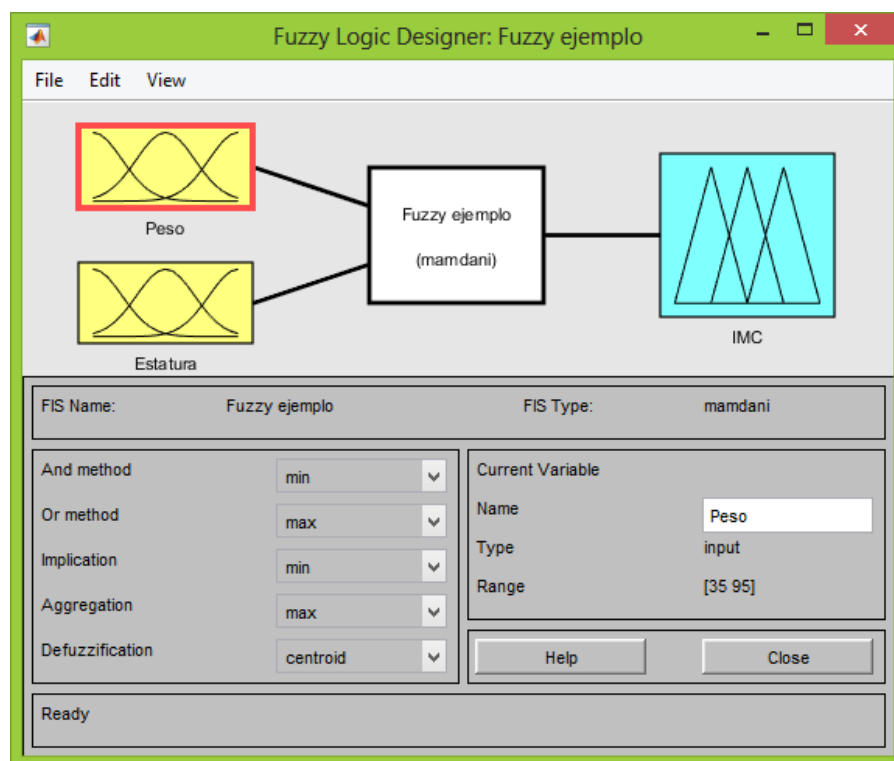 Fuzzy Logic Designer: Fuzzy ejemplo
File Edit View
Peso
Fuzzy ejemplo
(mamdani)
IMC
Estatura
FIS Name: Fuzzy ejemplo FIS Type: mamdani
And method min
Or method max
Implication min
Aggregation max
Defuzzification centroid
Current Variable
Name Peso
Type input
Range [35 95]
Help Close
Ready